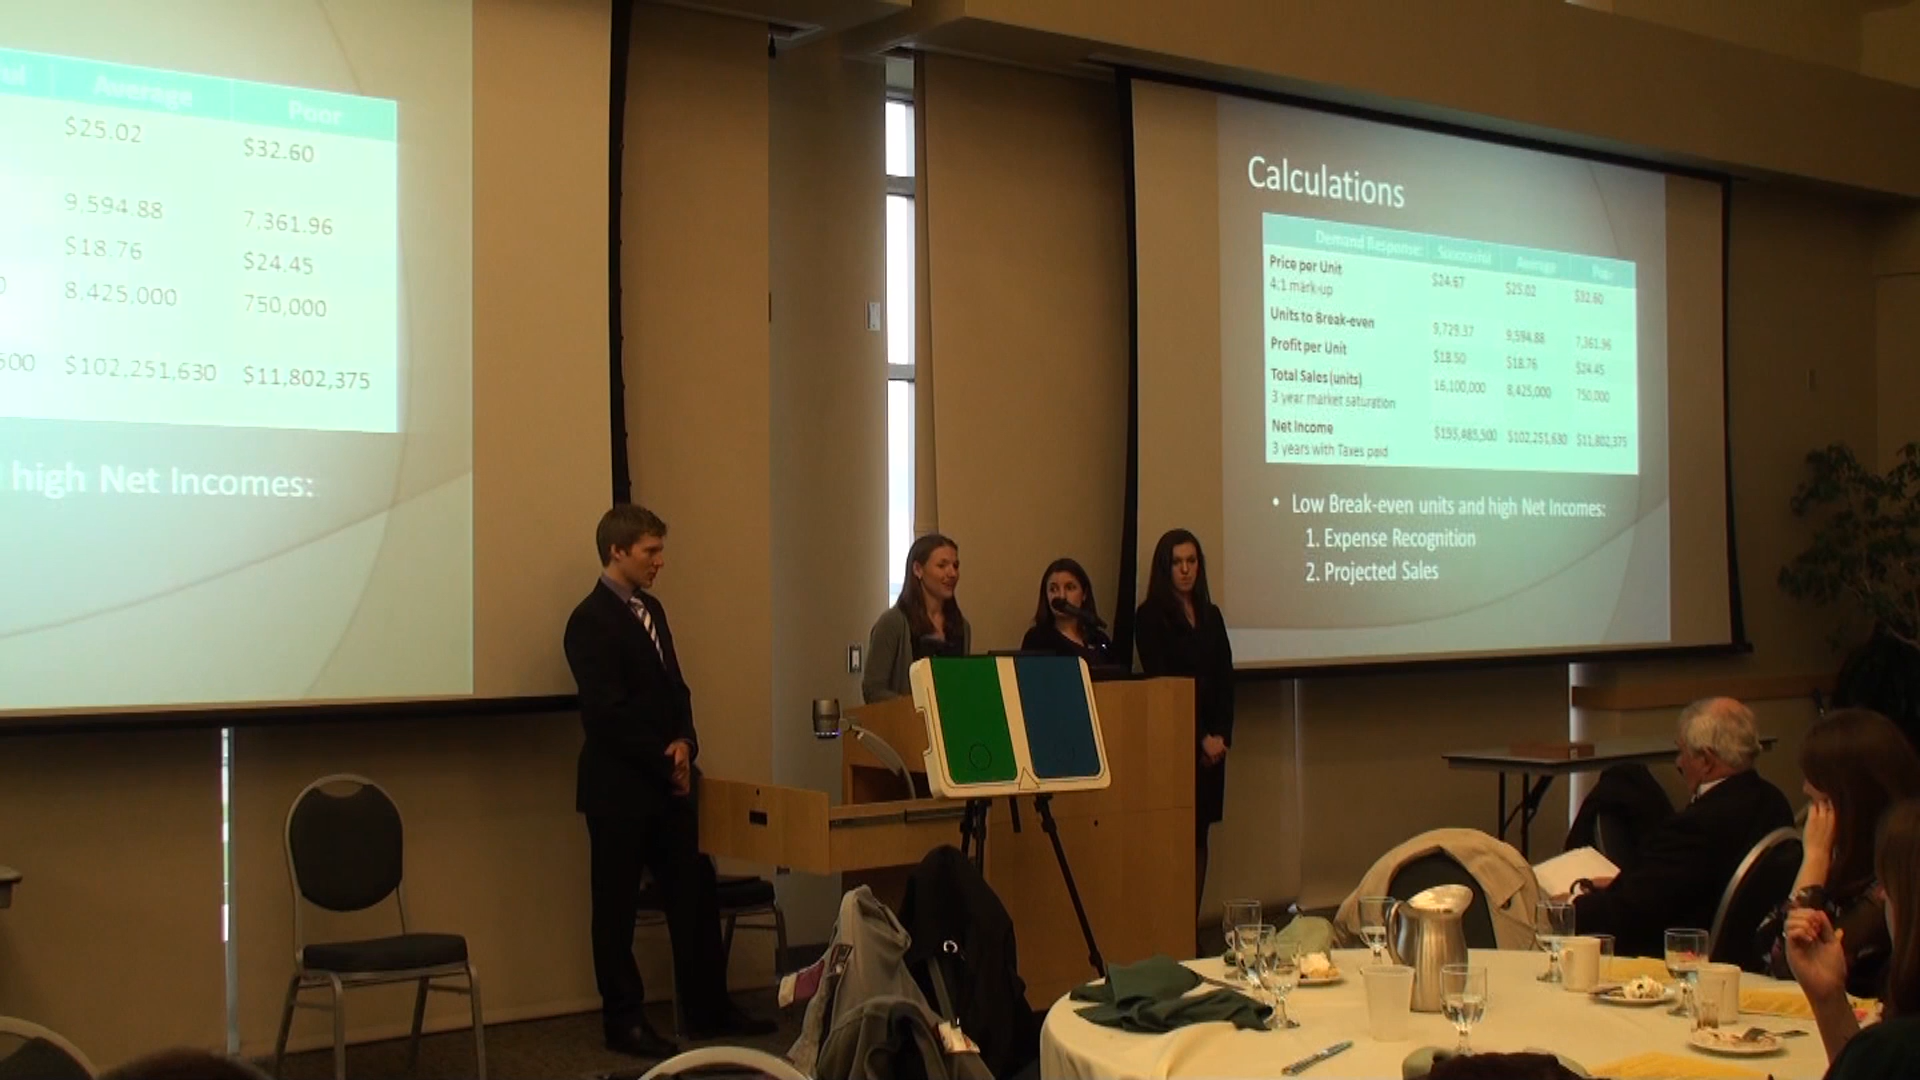 Average Poor
$25.02 $32.60
9,594.88 7,361.96
$18.76 $24.45
8,425,000 750,000
$102,251,630 $11,802,375
high Net Incomes:
Calculations
Demand Response: Successful Average Poor
Price per Unit $24.67 $25.02 $32.60
4:1 mark-up
Units to Break-even 9,729.37 9,594.88 7,361.96
Profit per Unit $18.50 $18.76 $24.45
Total Sales (units) 16,100,000 8,425,000 750,000
3 year market saturation
Net Income $102,251,630 $11,802,375
3 years with Taxes paid
• Low Break-even units and high Net Incomes:
1. Expense Recognition
2. Projected Sales